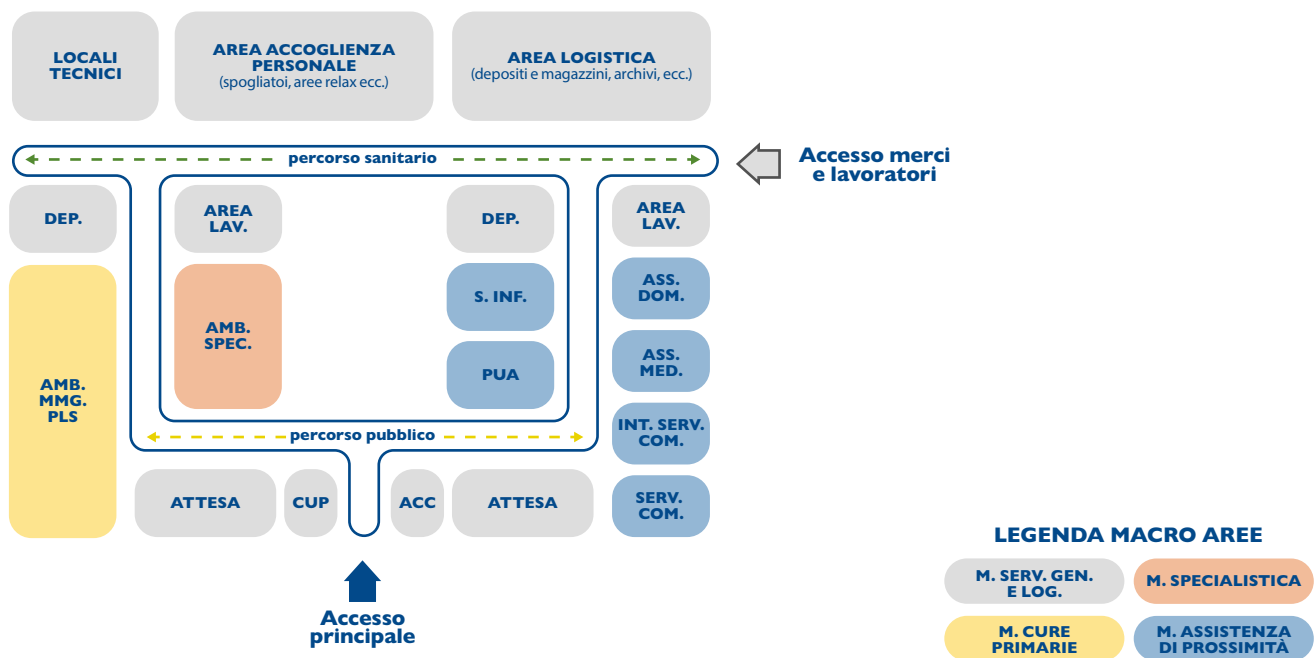 LOCALI
TECNICI
AREA ACCOGLIENZA
PERSONALE
(spogliatoi, aree relax ecc.)
AREA LOGISTICA
(depositi e magazzini, archivi, ecc.)
percorso sanitario
Accesso merci
e lavoratori
DEP.
AREA
LAV.
DEP.
AREA
LAV.
AMB.
MMG.
PLS
AMB.
SPEC.
S. INF.
PUA
ASS.
DOM.
ASS.
MED.
INT. SERV.
COM.
SERV.
COM.
percorso pubblico
ATTESA
CUP
ACC
ATTESA
Accesso
principale
LEGENDA MACRO AREE
M. SERV. GEN.
E LOG.
M. SPECIALISTICA
M. CURE
PRIMARIE
M. ASSISTENZA
DI PROSSIMITÀ